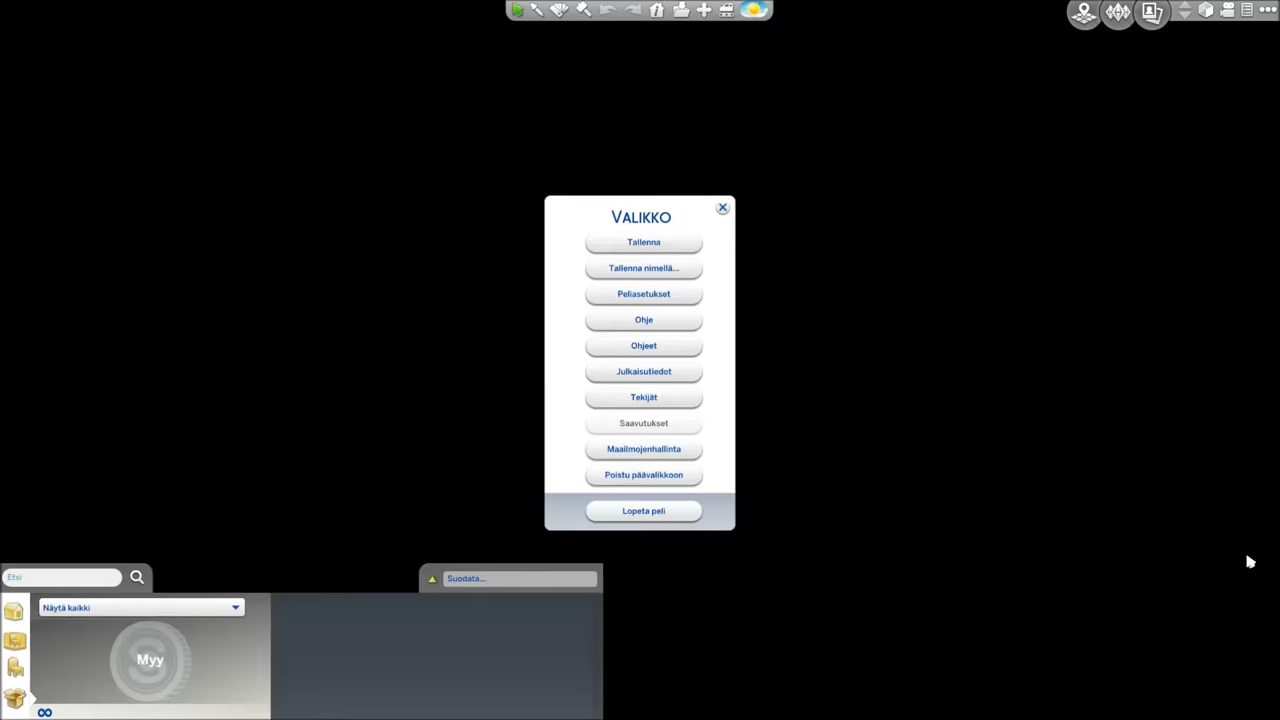 VALIKKO
Tallenna
Tallenna nimellä...
Peliasetukset
Ohje
Ohjeet
Julkaisutiedot
Tekijät
Saavutukset
Maailmojenhallinta
Poistu päävalikkoon
Lopeta peli
Etsi
Suodata...
Näytä kaikki
Myy